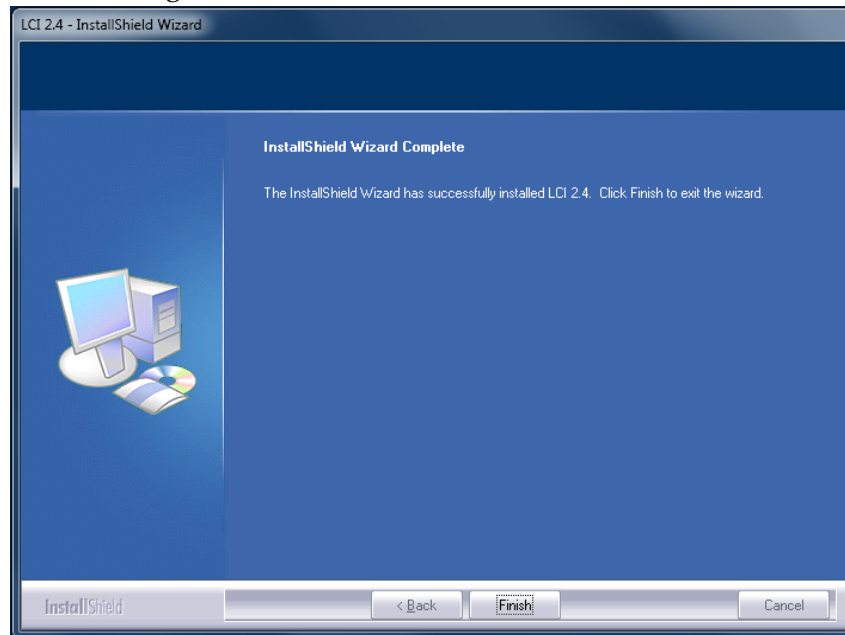 LCI 2.4 - InstallShield Wizard
InstallShield Wizard Complete
The InstallShield Wizard has successfully installed LCI 2.4. Click Finish to exit the wizard.
InstallShield
< Back
Finish
Cancel